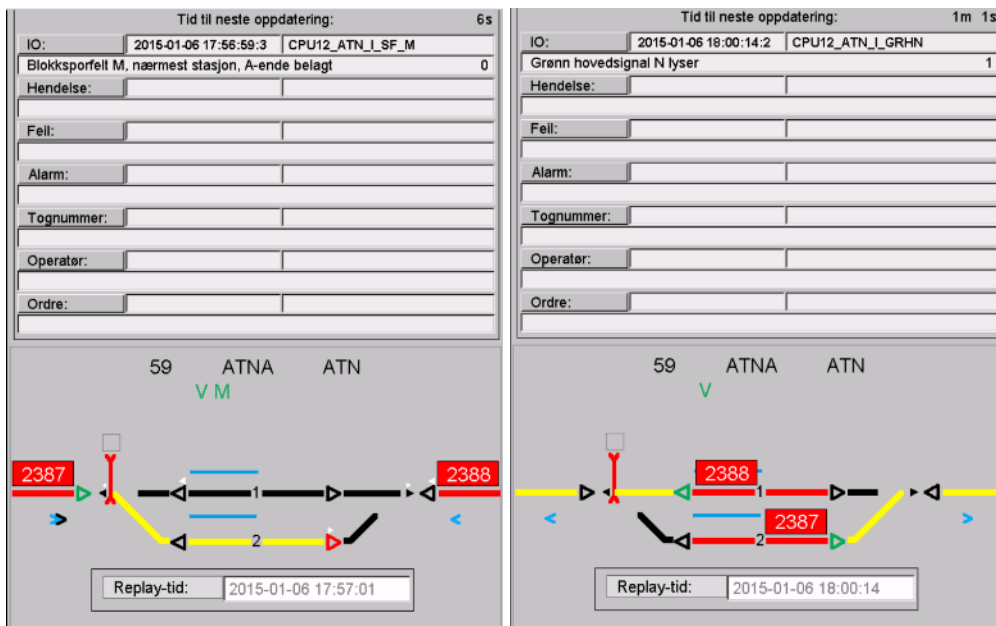 Tid til neste oppdatering: 6s
IO: 2015-01-06 17:56:59:3 CPU12_ATN_I_SF_M
Blokksporfelt M, nærmest stasjon, A-ende belagt 0
Hendelse:
Feil:
Alarm:
Tognummer:
Operatør:
Ordre:
59 ATNA ATN
V M
2387 2388
1
2
Replay-tid: 2015-01-06 17:57:01
Tid til neste oppdatering: 1m 1s
IO: 2015-01-06 18:00:14:2 CPU12_ATN_I_GRHN
Grønn hovedsignal N lyser 1
Hendelse:
Feil:
Alarm:
Tognummer:
Operatør:
Ordre:
59 ATNA ATN
V
2388
1
2387
2
Replay-tid: 2015-01-06 18:00:14